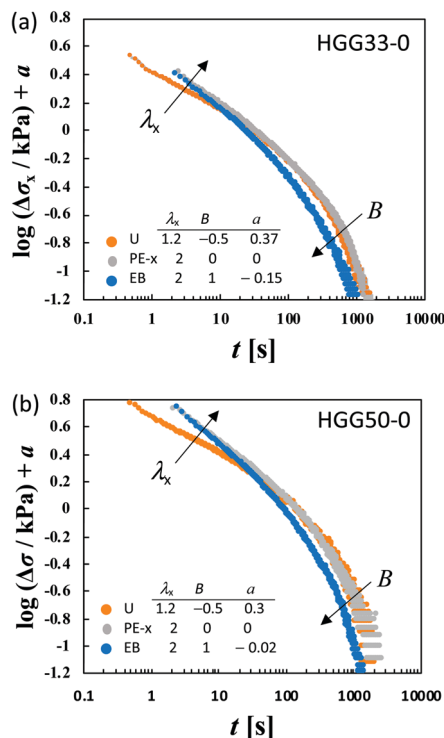 (a)
HGG33-0
log (Δσx / kPa) + a
0.8
0.6
0.4
0.2
0
-0.2
-0.4
-0.6
-0.8
-1
-1.2
λx
B
λx B a
U 1.2 −0.5 0.37
PE-x 2 0 0
EB 2 1 − 0.15
0.1 1 10 100 1000 10000
t [s]
(b)
HGG50-0
log (Δσ / kPa) + a
0.8
0.6
0.4
0.2
0
-0.2
-0.4
-0.6
-0.8
-1
-1.2
λx
B
λx B a
U 1.2 −0.5 0.3
PE-x 2 0 0
EB 2 1 − 0.02
0.1 1 10 100 1000 10000
t [s]